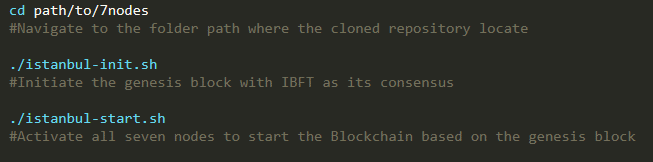 cd path/to/7nodes
#Navigate to the folder path where the cloned repository locate
./istanbul-init.sh
#Initiate the genesis block with IBFT as its consensus
./istanbul-start.sh
#Activate all seven nodes to start the Blockchain based on the genesis block